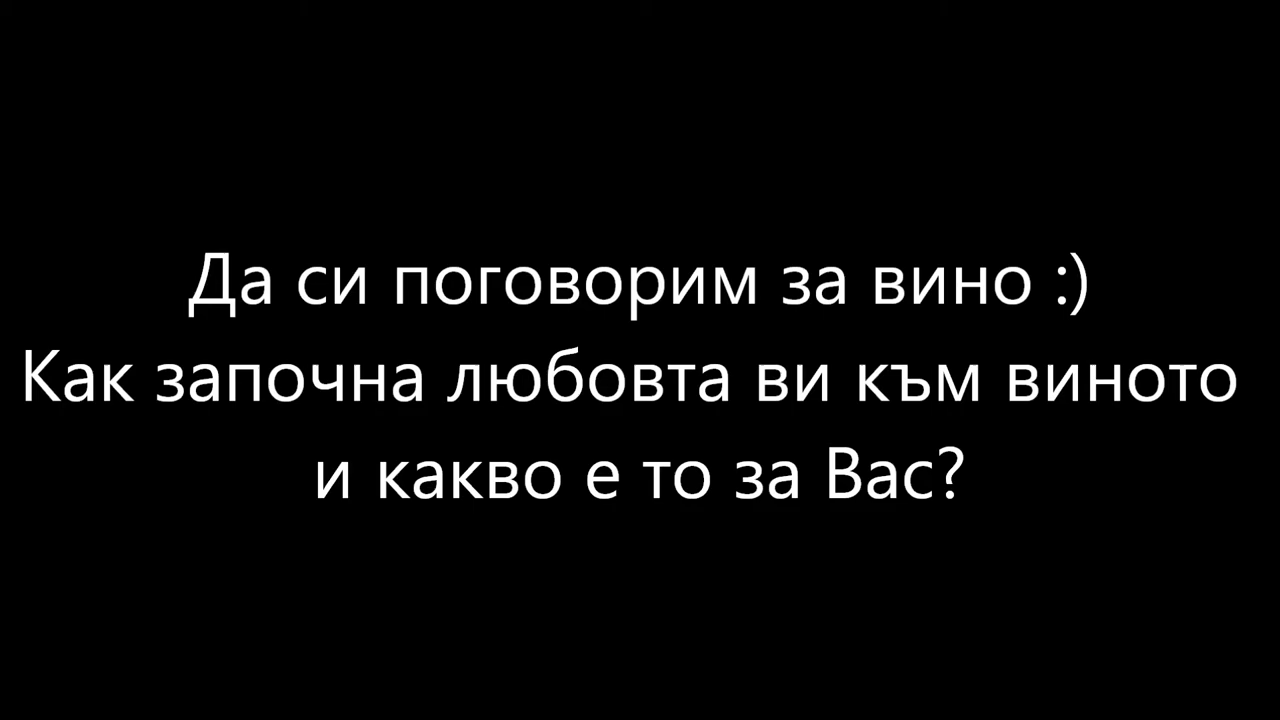 Да си поговорим за вино :)
Как започна любовта ви към виното
и какво е то за Вас?